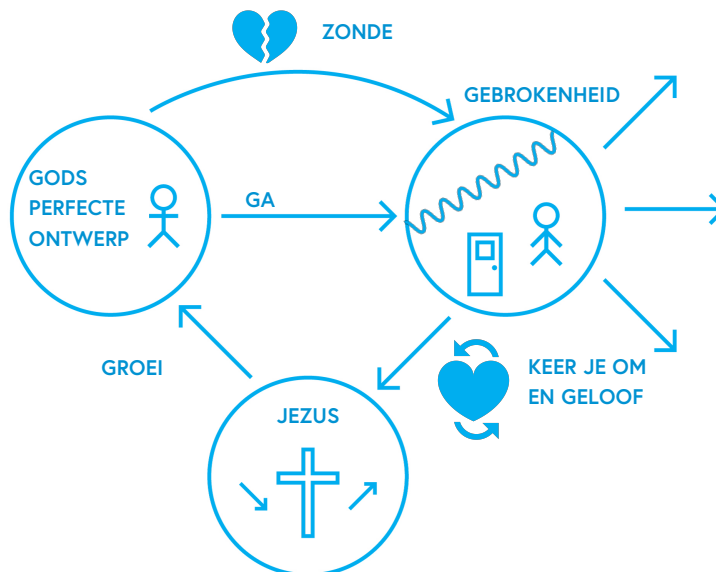 ZONDE
GEBROKENHEID
GODS
PERFECTE
ONTWERP
GA
GROEI
KEER JE OM
EN GELOOF
JEZUS